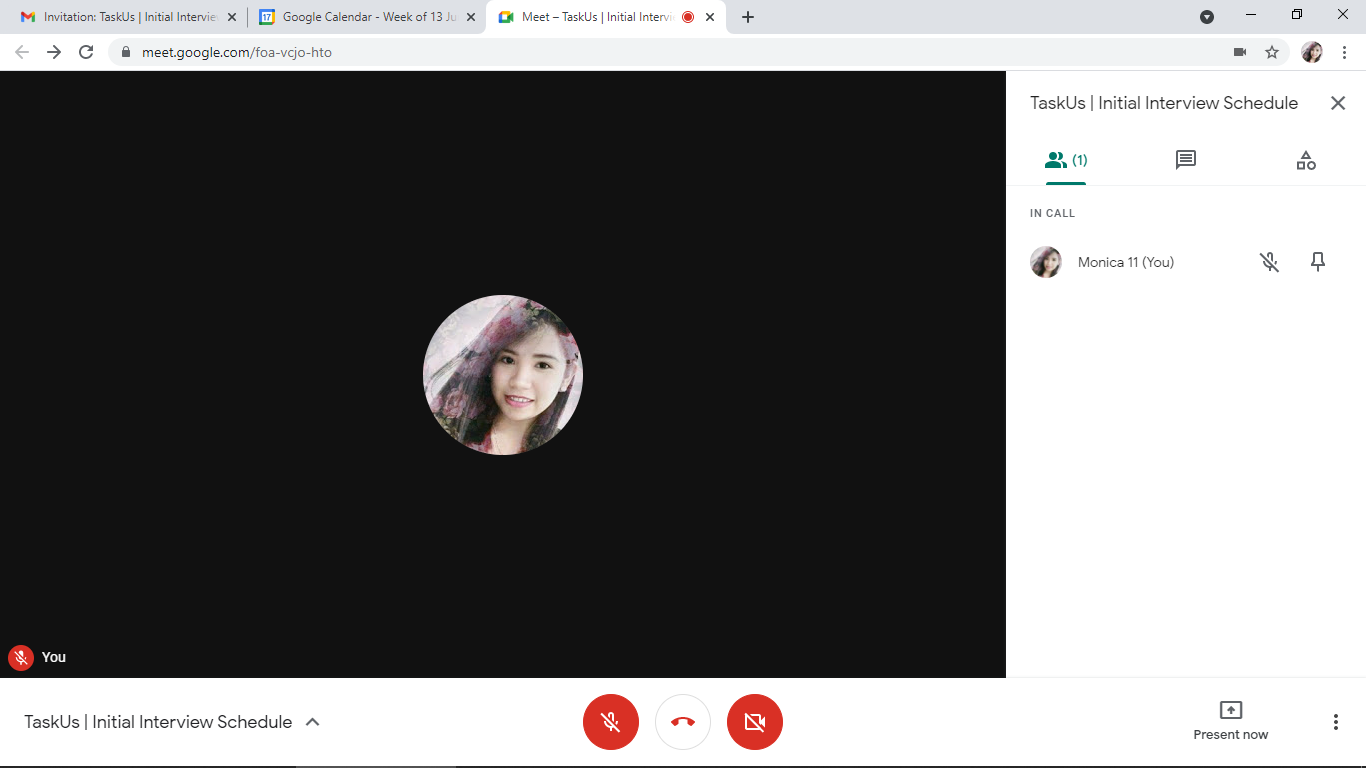 Invitation: TaskUs | Initial Intervie
Google Calendar - Week of 13 Ju
Meet – TaskUs | Initial Intervi
meet.google.com/foa-vcjo-hto
TaskUs | Initial Interview Schedule
(1)
IN CALL
Monica 11 (You)
You
TaskUs | Initial Interview Schedule
Present now